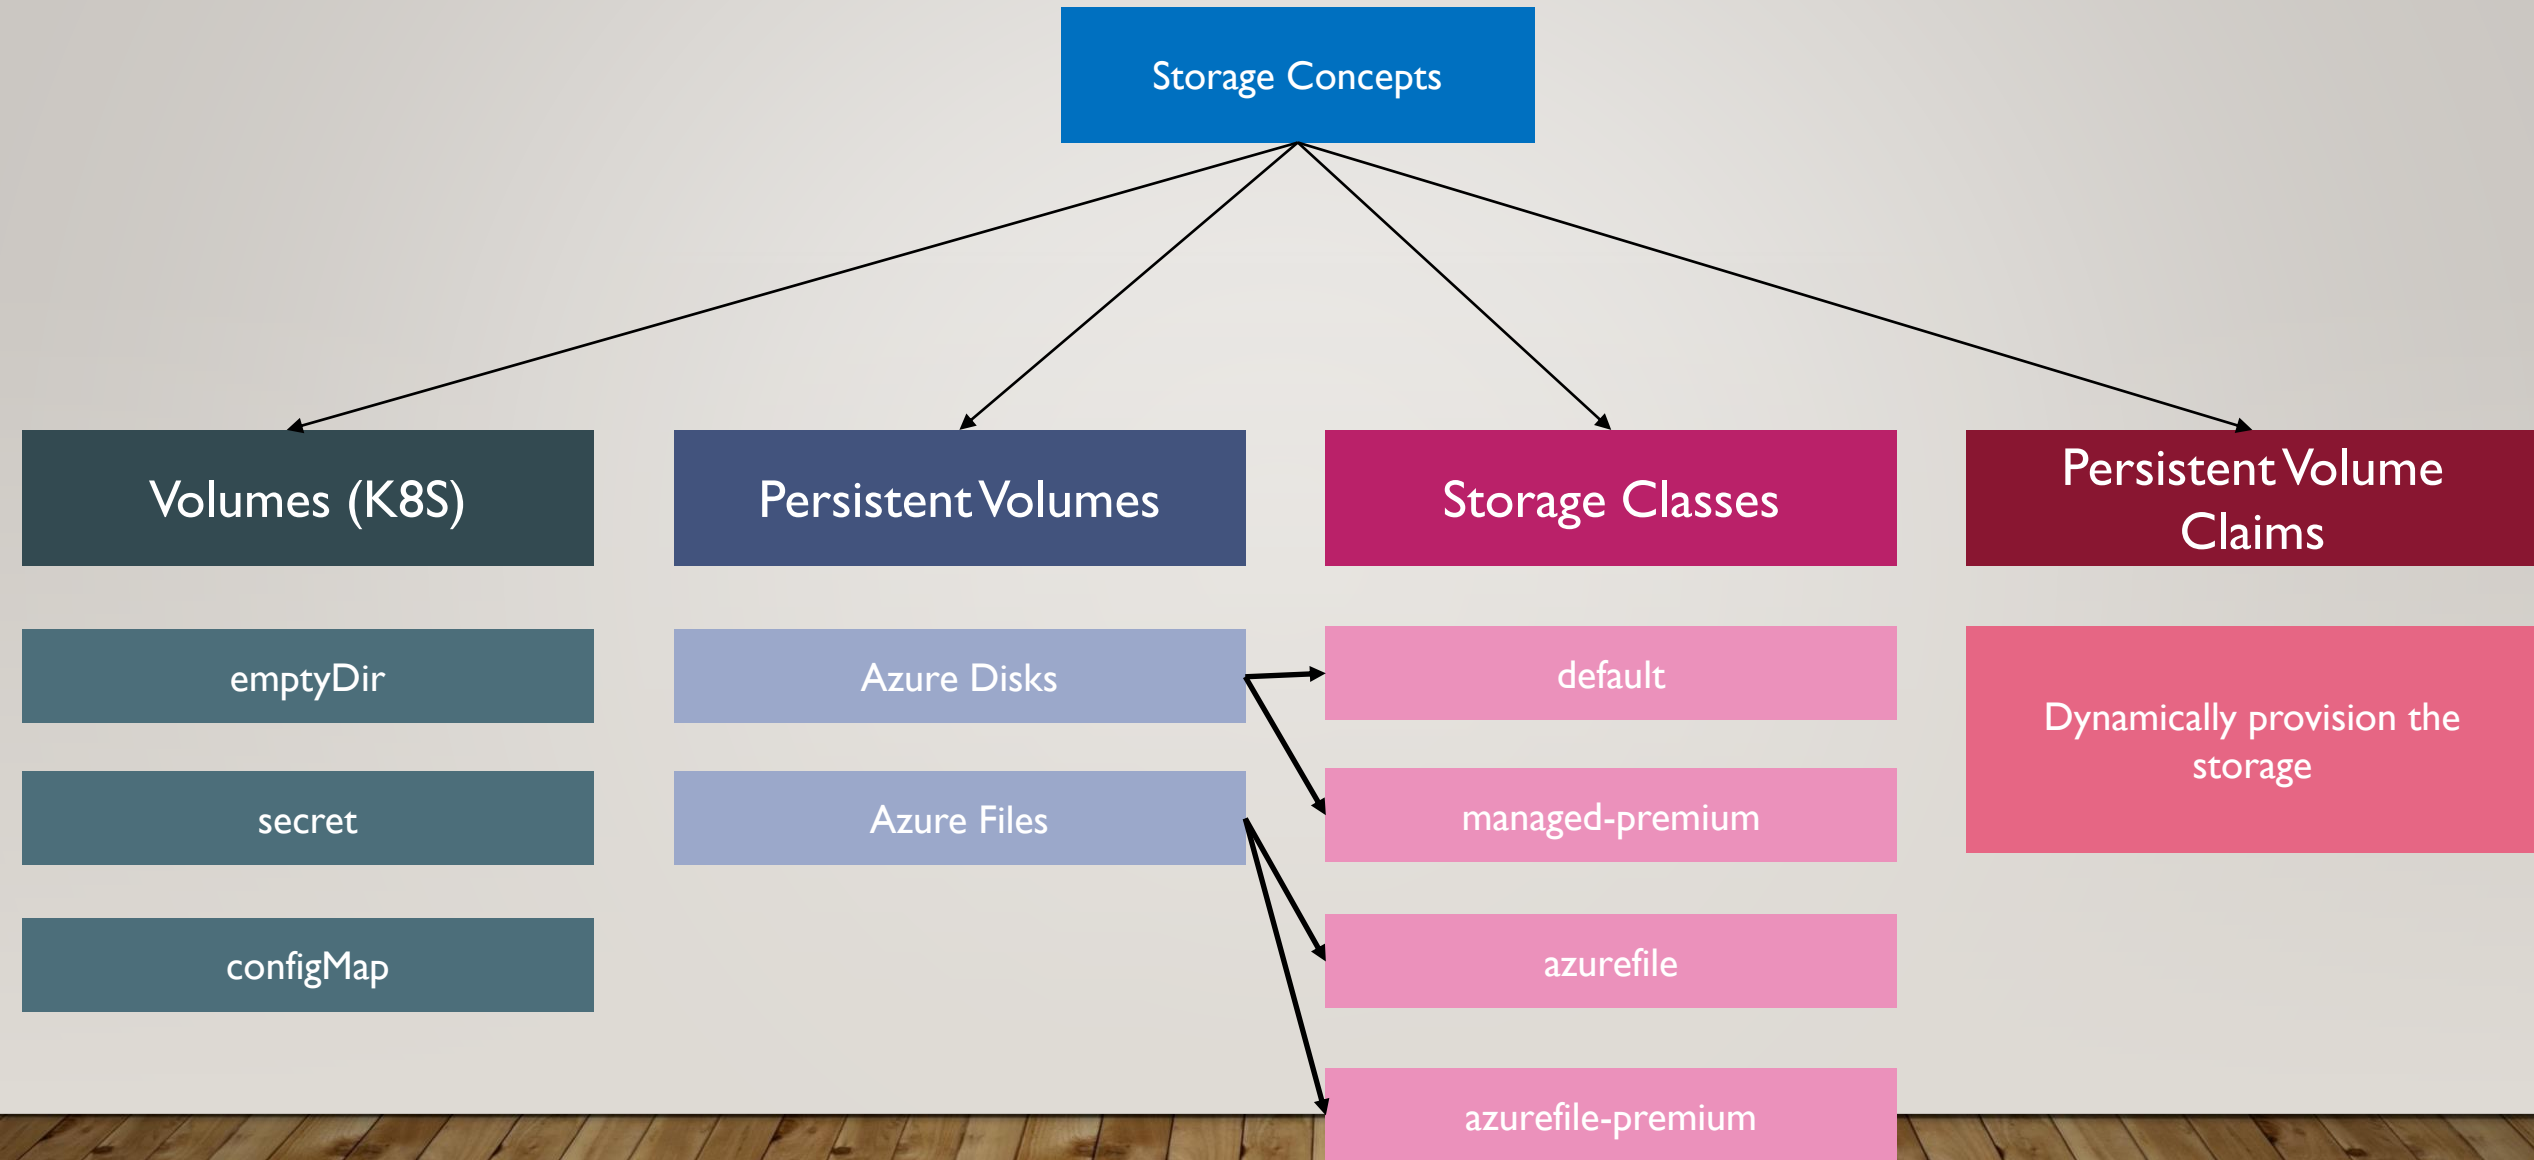 Storage Concepts
Volumes (K8S)
Persistent Volumes
Storage Classes
Persistent Volume
Claims
emptyDir
Azure Disks
default
Dynamically provision the
storage
secret
Azure Files
managed-premium
configMap
azurefile
azurefile-premium